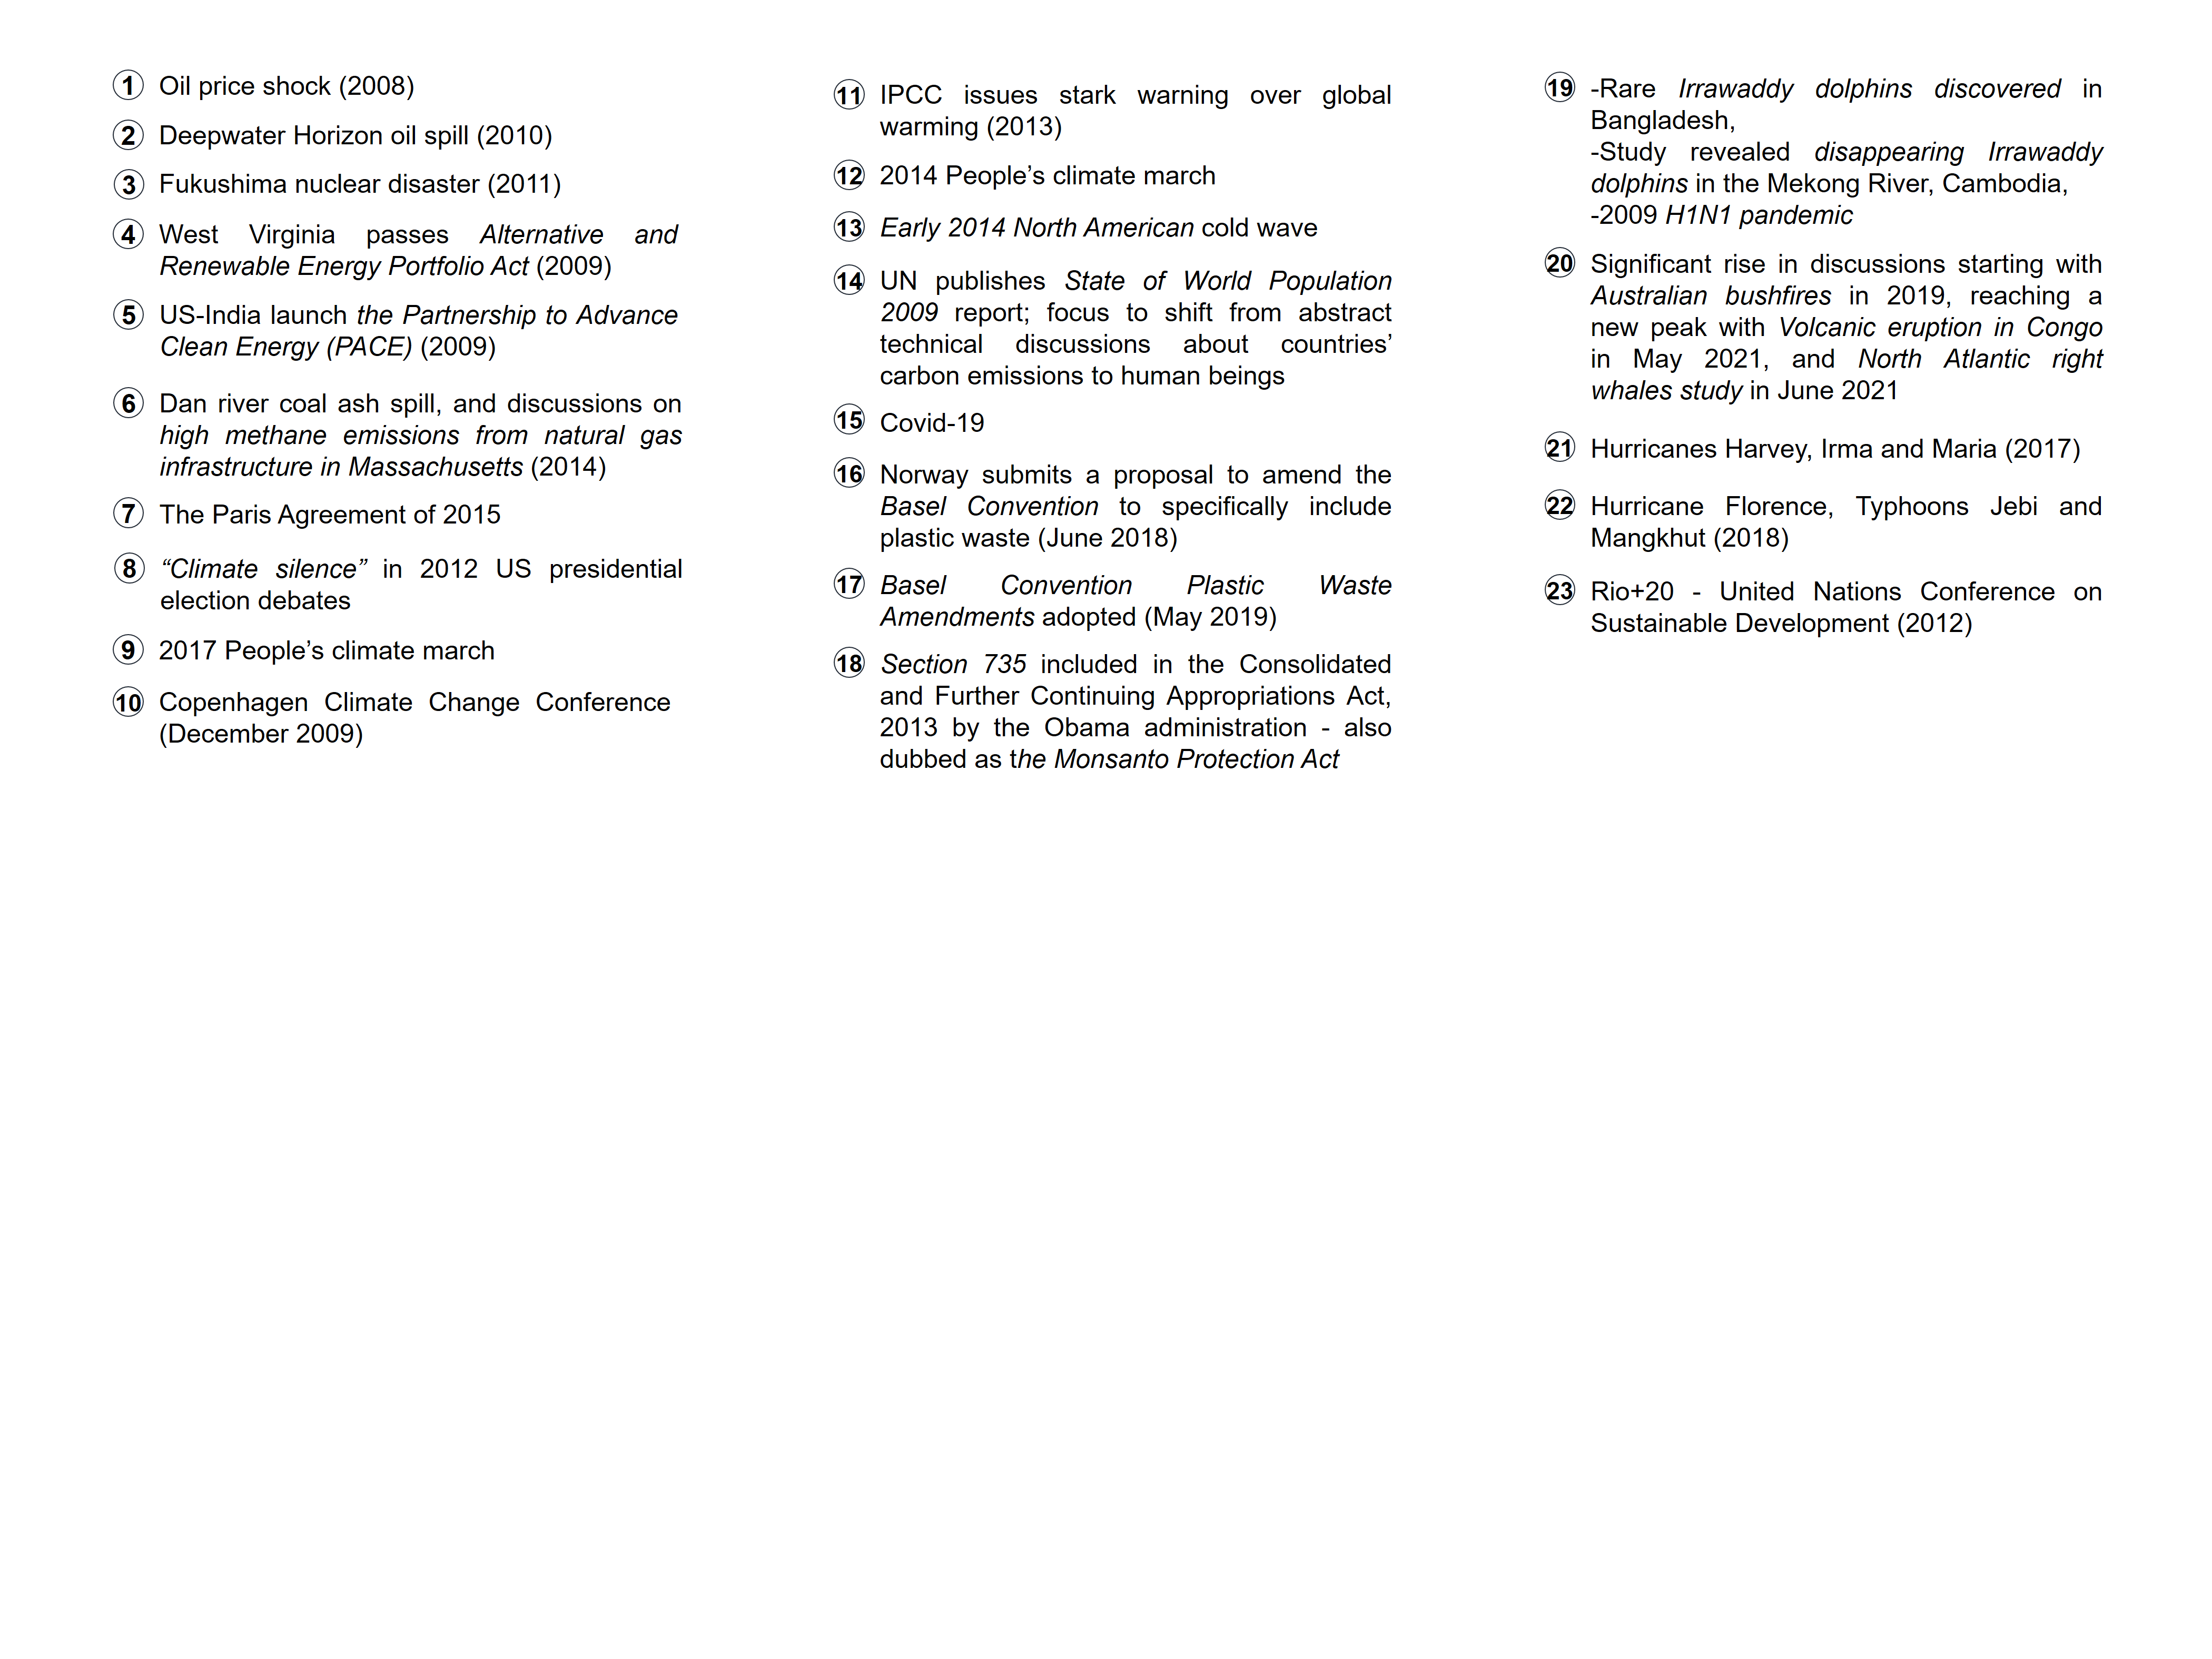 1 Oil price shock (2008)
2 Deepwater Horizon oil spill (2010)
3 Fukushima nuclear disaster (2011)
4 West Virginia passes Alternative and
Renewable Energy Portfolio Act (2009)
5 US-India launch the Partnership to Advance
Clean Energy (PACE) (2009)
6 Dan river coal ash spill, and discussions on
high methane emissions from natural gas
infrastructure in Massachusetts (2014)
7 The Paris Agreement of 2015
8 “Climate silence” in 2012 US presidential
election debates
9 2017 People’s climate march
10 Copenhagen Climate Change Conference
(December 2009)
11 IPCC issues stark warning over global
warming (2013)
12 2014 People’s climate march
13 Early 2014 North American cold wave
14 UN publishes State of World Population
2009 report; focus to shift from abstract
technical discussions about countries’
carbon emissions to human beings
15 Covid-19
16 Norway submits a proposal to amend the
Basel Convention to specifically include
plastic waste (June 2018)
17 Basel Convention Plastic Waste
Amendments adopted (May 2019)
18 Section 735 included in the Consolidated
and Further Continuing Appropriations Act,
2013 by the Obama administration - also
dubbed as the Monsanto Protection Act
19 -Rare Irrawaddy dolphins discovered in
Bangladesh,
-Study revealed disappearing Irrawaddy
dolphins in the Mekong River, Cambodia,
-2009 H1N1 pandemic
20 Significant rise in discussions starting with
Australian bushfires in 2019, reaching a
new peak with Volcanic eruption in Congo
in May 2021, and North Atlantic right
whales study in June 2021
21 Hurricanes Harvey, Irma and Maria (2017)
22 Hurricane Florence, Typhoons Jebi and
Mangkhut (2018)
23 Rio+20 - United Nations Conference on
Sustainable Development (2012)